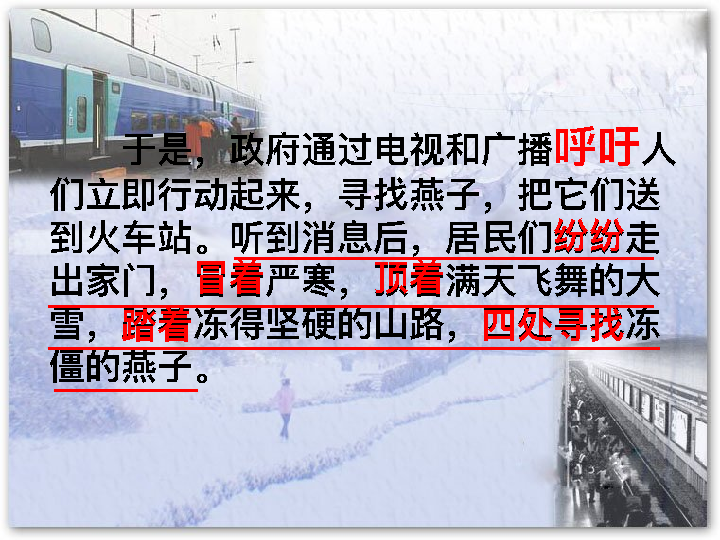 于是，政府通过电视和广播呼吁人
们立即行动起来，寻找燕子，把它们送
到火车站。听到消息后，居民们纷纷走
出家门，冒着严寒，顶着满天飞舞的大
雪，踏着冻得坚硬的山路，四处寻找冻
僵的燕子。